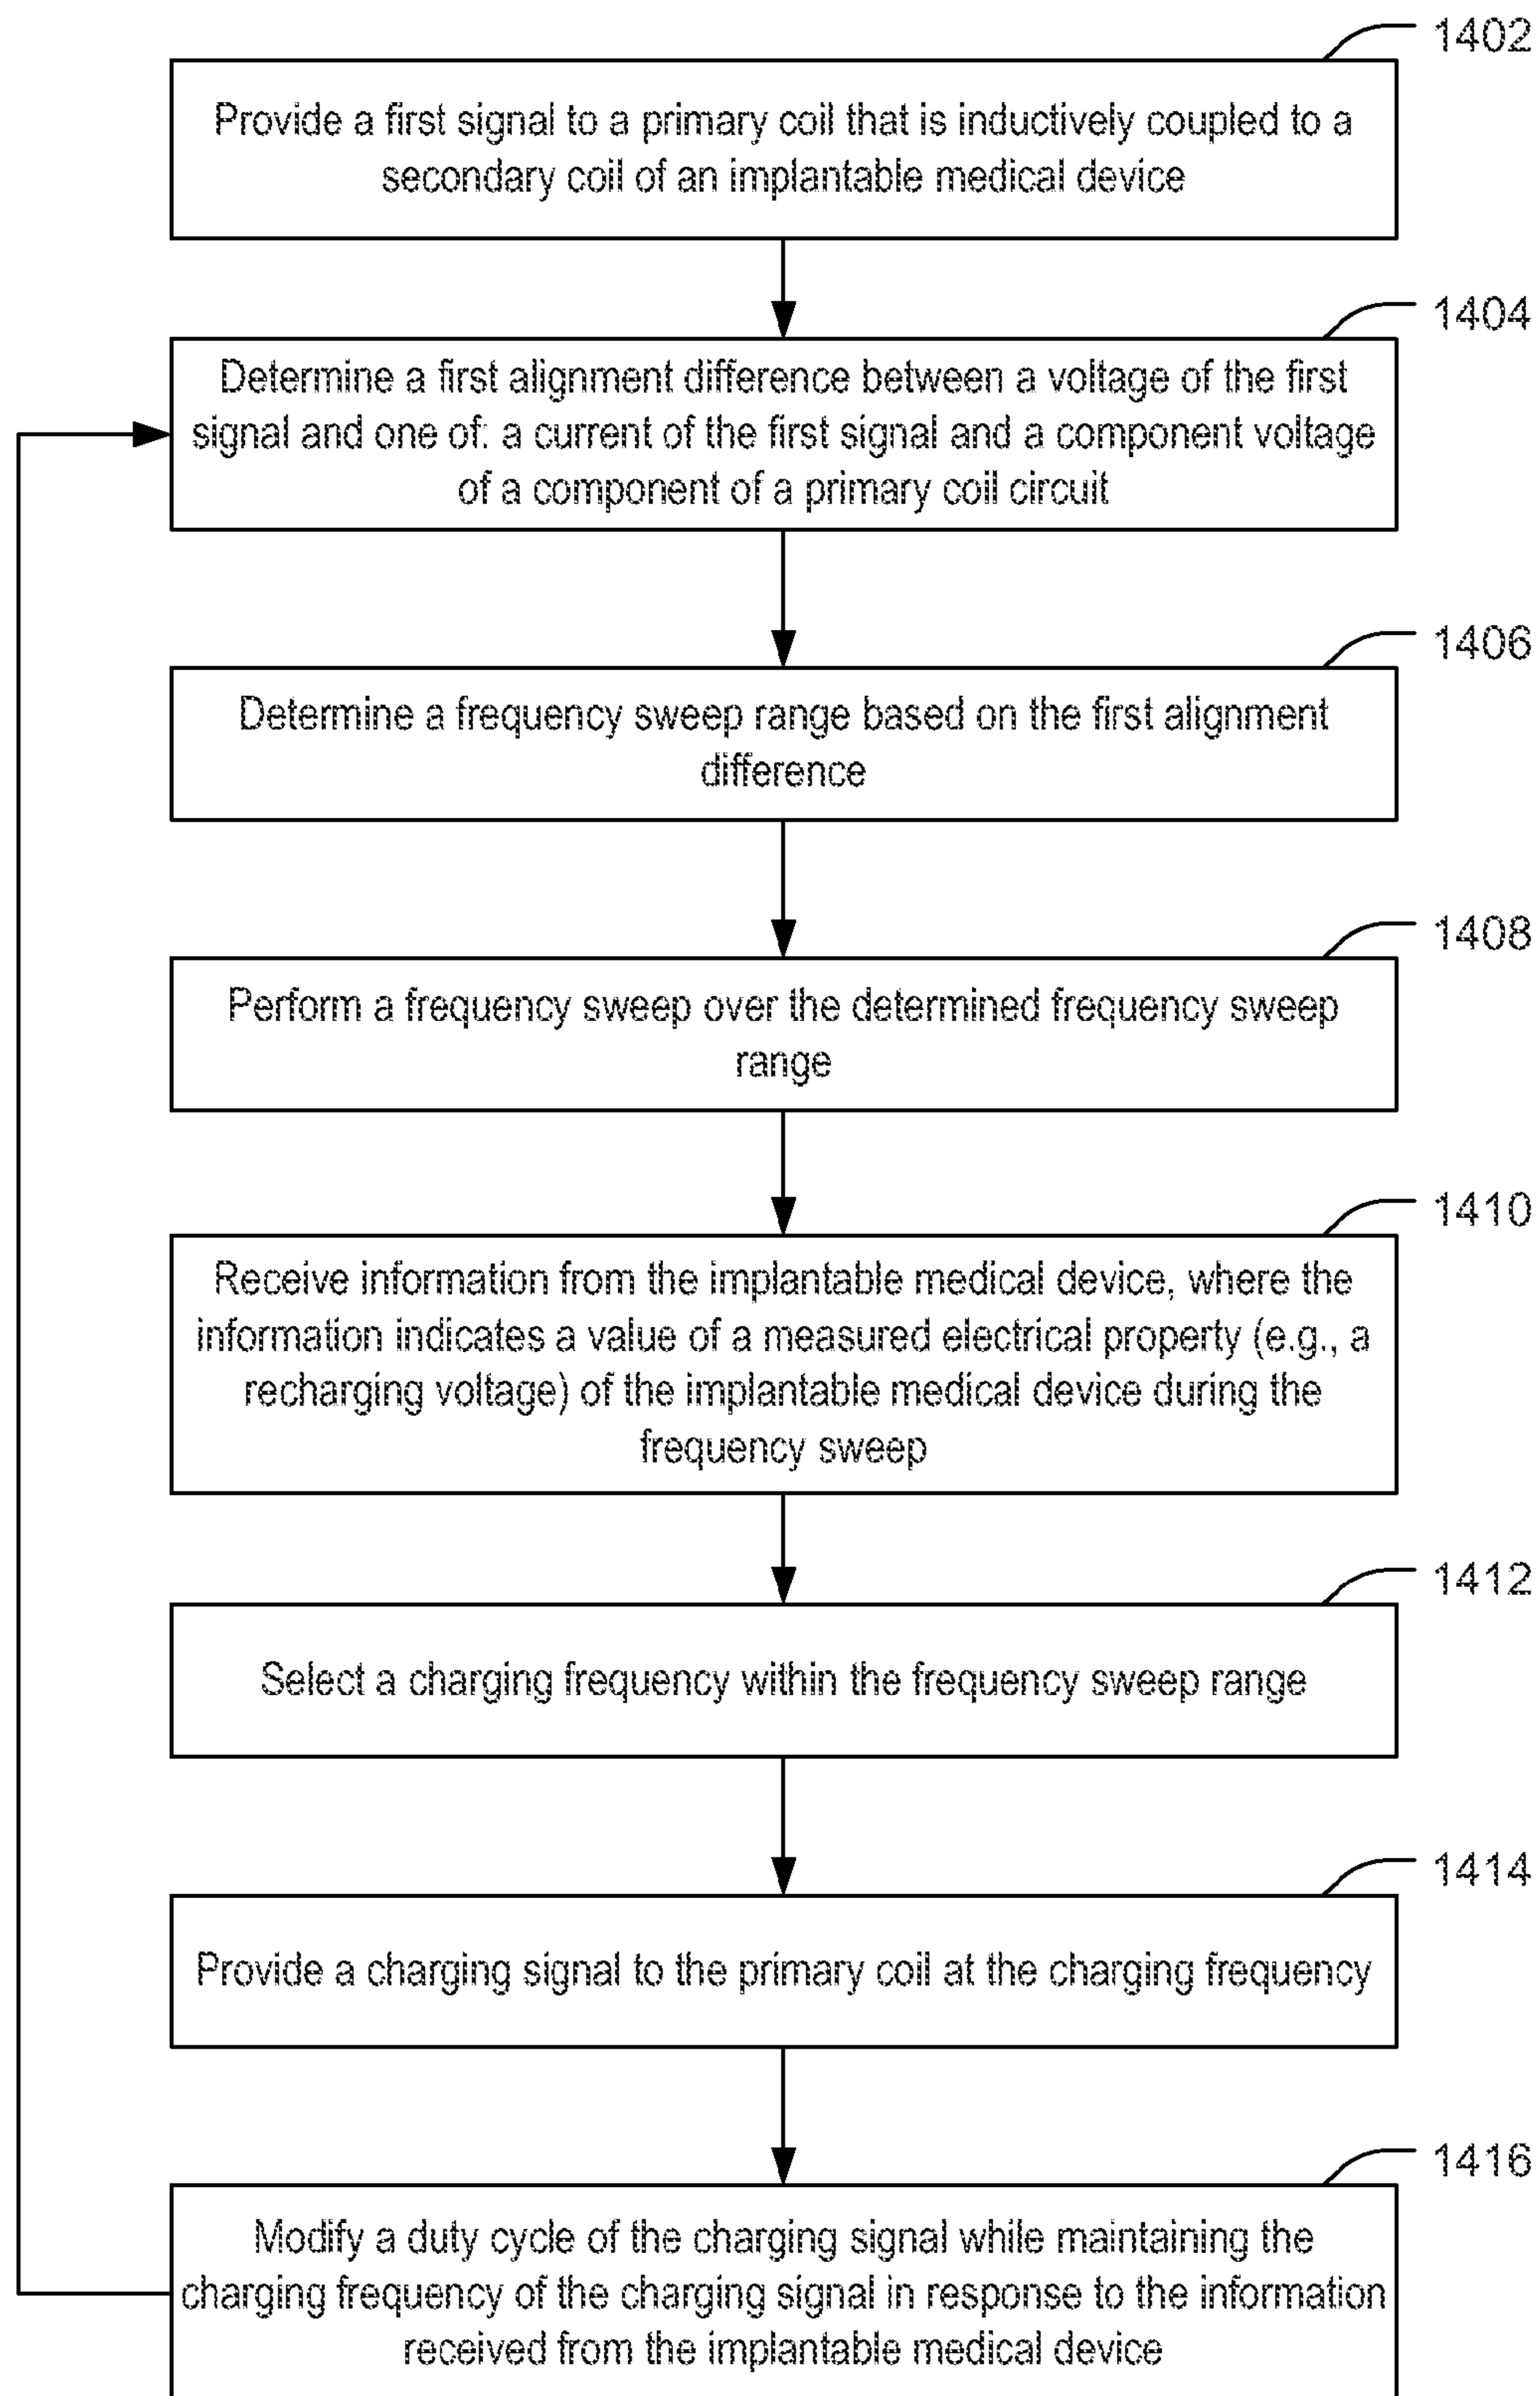 1402
Provide a first signal to a primary coil that is inductively coupled to a
secondary coil of an implantable medical device
1404
Determine a first alignment difference between a voltage of the first
signal and one of: a current of the first signal and a component voltage
of a component of a primary coil circuit
1406
Determine a frequency sweep range based on the first alignment
difference
1408
Perform a frequency sweep over the determined frequency sweep
range
1410
Receive information from the implantable medical device, where the
information indicates a value of a measured electrical property (e.g., a
recharging voltage) of the implantable medical device during the
frequency sweep
1412
Select a charging frequency within the frequency sweep range
1414
Provide a charging signal to the primary coil at the charging frequency
1416
Modify a duty cycle of the charging signal while maintaining the
charging frequency of the charging signal in response to the information
received from the implantable medical device